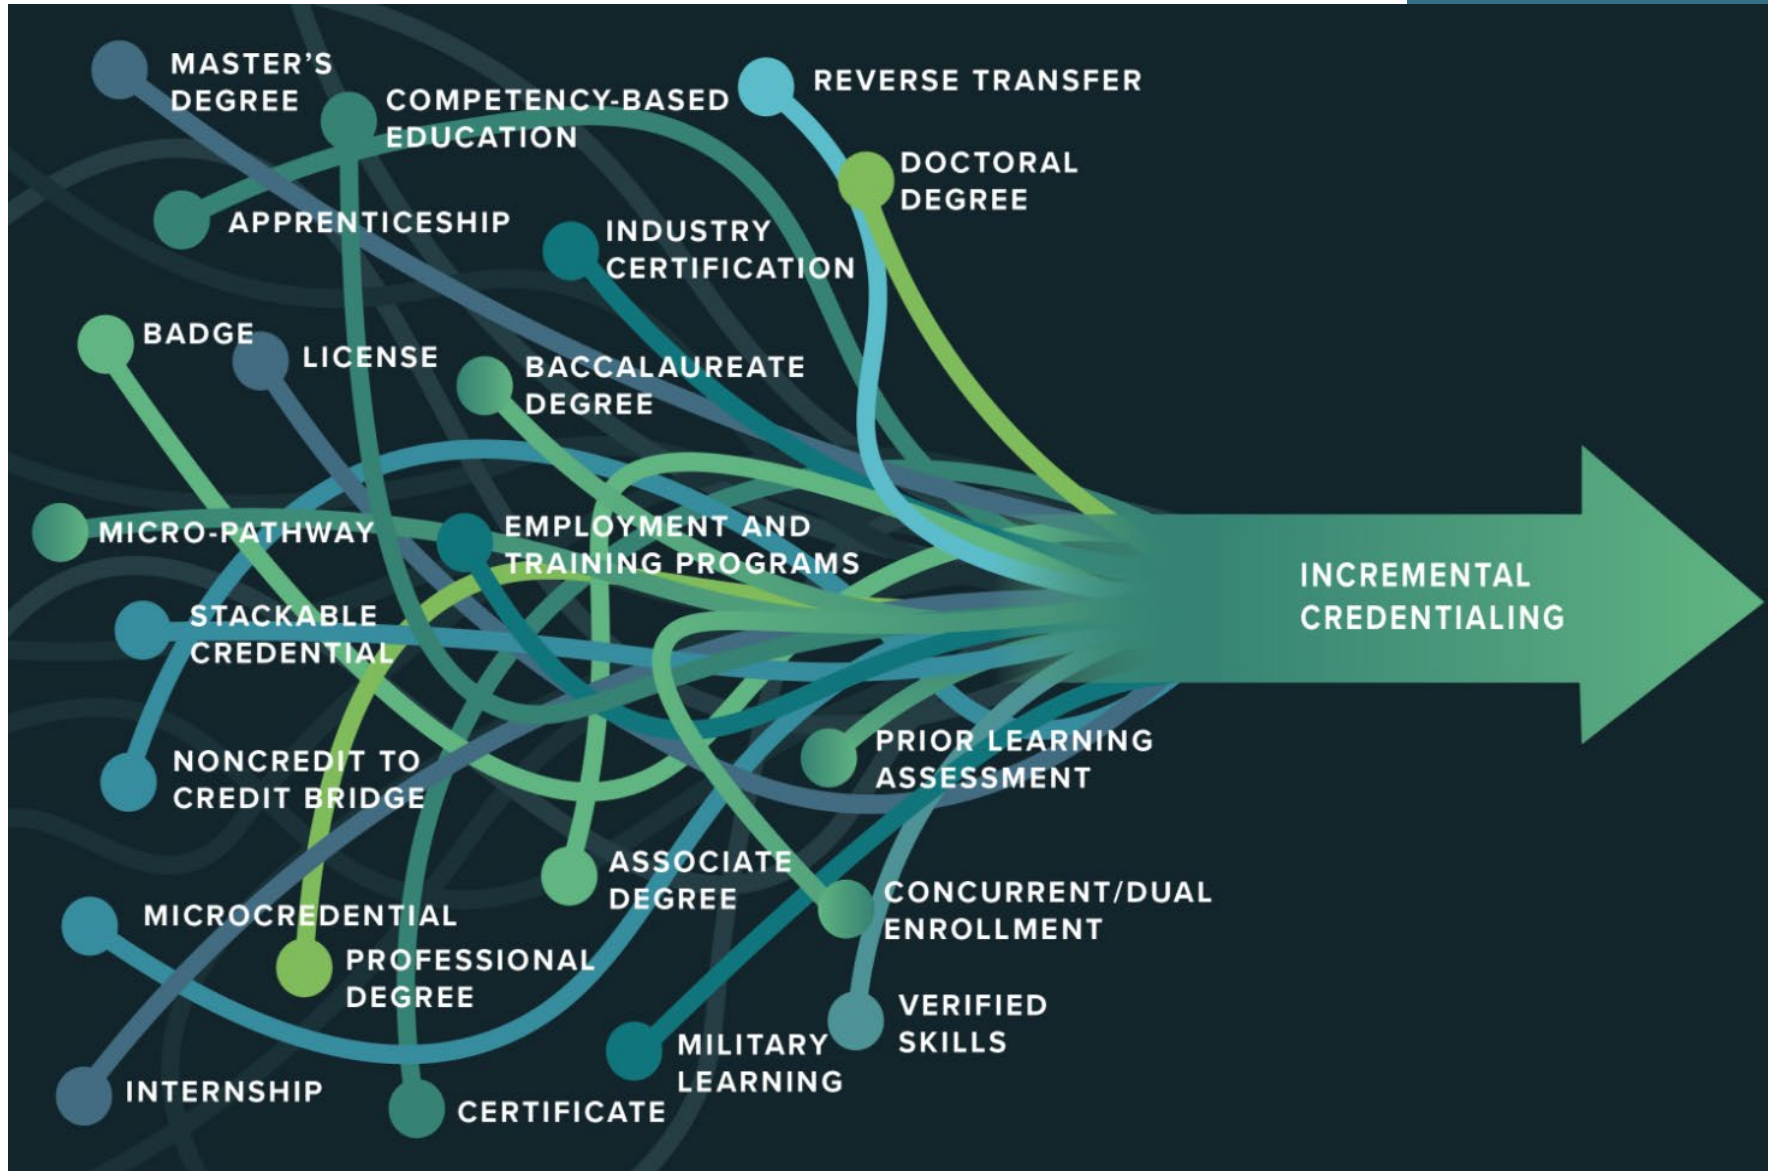 MASTER'S
DEGREE
COMPETENCY-BASED
EDUCATION
REVERSE TRANSFER
DOCTORAL
DEGREE
APPRENTICESHIP
INDUSTRY
CERTIFICATION
BADGE
LICENSE
BACCALAUREATE
DEGREE
MICRO-PATHWAY
EMPLOYMENT AND
TRAINING PROGRAMS
INCREMENTAL
CREDENTIALING
STACKABLE
CREDENTIAL
NONCREDIT TO
CREDIT BRIDGE
PRIOR LEARNING
ASSESSMENT
ASSOCIATE
DEGREE
CONCURRENT/DUAL
ENROLLMENT
MICROCREDENTIAL
PROFESSIONAL
DEGREE
VERIFIED
SKILLS
MILITARY
LEARNING
INTERNSHIP
CERTIFICATE